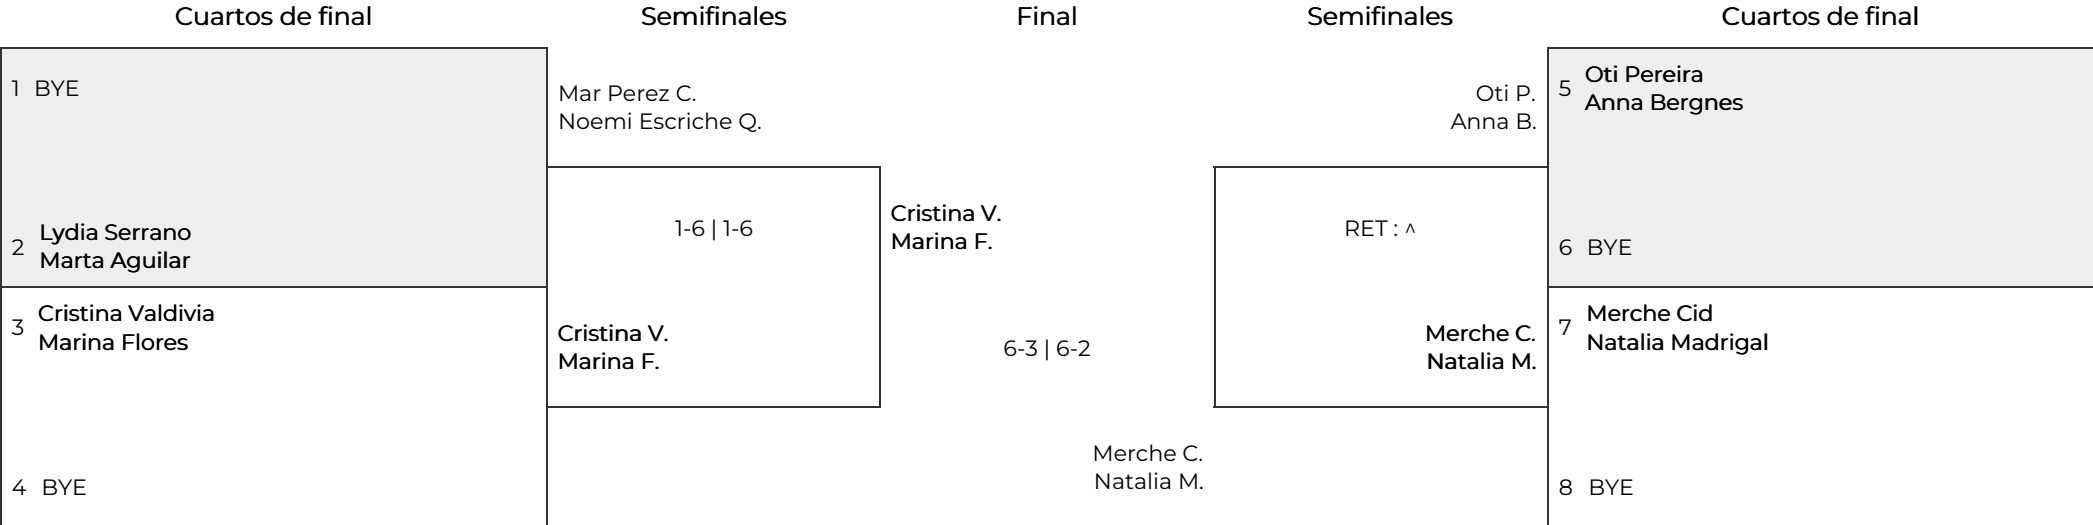 Cuartos de final
Semifinales
Final
Semifinales
Cuartos de final
1 BYE
2 Lydia Serrano
Marta Aguilar
3 Cristina Valdivia
Marina Flores
4 BYE
Mar Perez C.
Noemi Escriche Q.
1-6 | 1-6
Cristina V.
Marina F.
Cristina V.
Marina F.
6-3 | 6-2
Merche C.
Natalia M.
Oti P.
Anna B.
RET : ^
Merche C.
Natalia M.
5 Oti Pereira
Anna Bergnes
6 BYE
7 Merche Cid
Natalia Madrigal
8 BYE